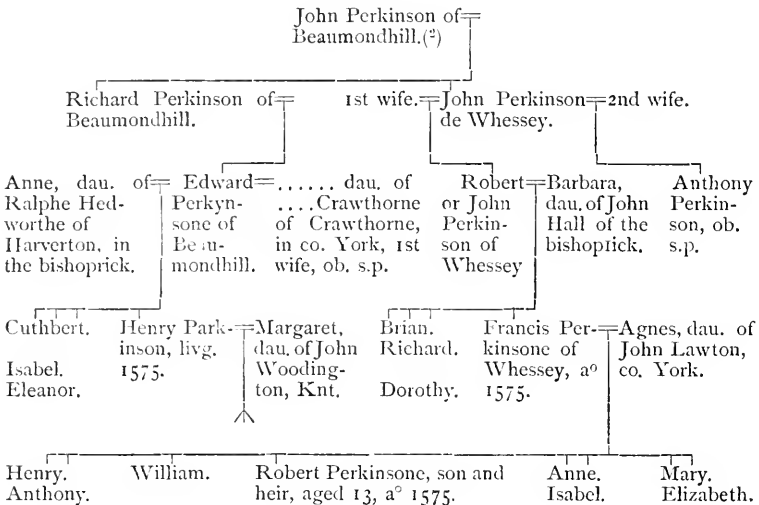 John Perkinson of
Beaumondhill.(²)
Richard Perkinson of
Beaumondhill.
1st wife.
John Perkinson
de Whessey.
2nd wife.
Anne, dau. of
Ralphe Hed-
worthe of
Harverton, in
the bishoprick.
Edward
Perkyn-
sone of
Beau-
mondhill.
...... dau. of
....Crawthorne
of Crawthorne,
in co. York, 1st
wife, ob. s.p.
Robert
or John
Perkin-
son of
Whessey
Barbara,
dau. of John
Hall of the
bishoprick.
Anthony
Perkin-
son, ob.
s.p.
Cuthbert.
Isabel.
Eleanor.
Henry Park-
inson, livg.
1575.
Margaret,
dau. of John
Wooding-
ton, Knt.
Brian.
Richard.
Dorothy.
Francis Per-
kinsone of
Whessey, aº
1575.
Agnes, dau. of
John Lawton,
co. York.
Henry.
Anthony.
William.
Robert Perkinsone, son and
heir, aged 13, aº 1575.
Anne.
Isabel.
Mary.
Elizabeth.